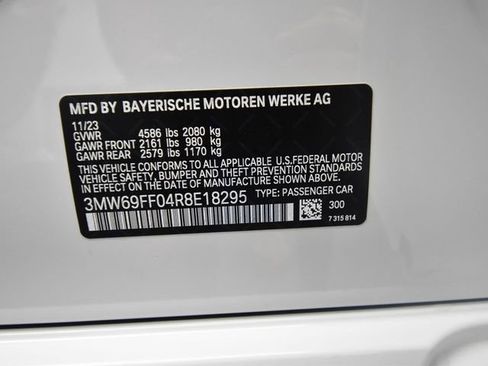 MFD BY BAYERISCHE MOTOREN WERKE AG
11/23
GVWR 4586 lbs 2080 kg
GAWR FRONT 2161 lbs 980 kg
GAWR REAR 2579 lbs 1170 kg
THIS VEHICLE CONFORMS TO ALL APPLICABLE U.S.FEDERAL MOTOR
VEHICLE SAFETY, BUMPER, AND THEFT PREVENTION STANDARDS
IN EFFECT ON THE DATE OF MANUFACTURE SHOWN ABOVE.
3MW69FF04R8E18295 TYPE: PASSENGER CAR
300
7 315 814